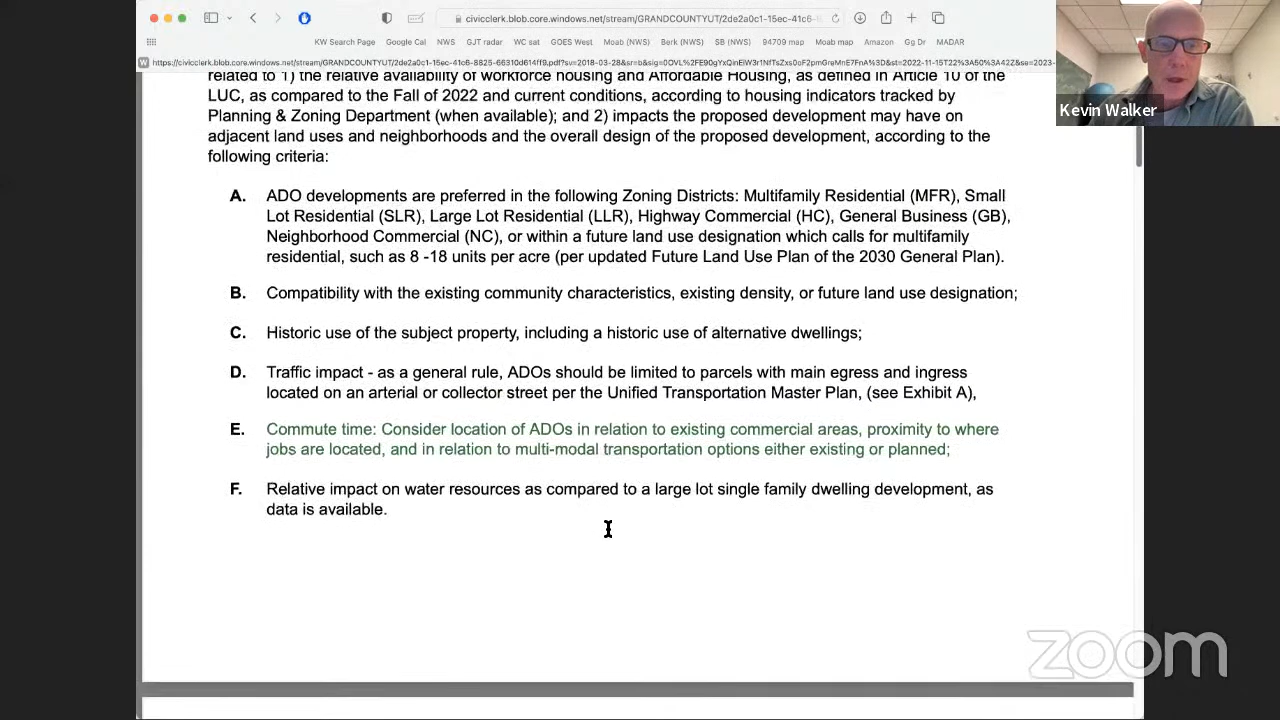 civicclerk.blob.core.windows.net/stream/GRANDCOUNTYUT/2de2a0c1-15ec-41c6-
KW Search Page Google Cal NWS GJT radar WC sat GOES West Moab (NWS) Berk (NWS) SB (NWS) 94709 map Moab map Amazon Gg Dr MADAR
related to 1) the relative availability of workforce housing and Affordable Housing, as defined in Article 10 of the
LUC, as compared to the Fall of 2022 and current conditions, according to housing indicators tracked by
Planning & Zoning Department (when available); and 2) impacts the proposed development may have on
adjacent land uses and neighborhoods and the overall design of the proposed development, according to the
following criteria:
A. ADO developments are preferred in the following Zoning Districts: Multifamily Residential (MFR), Small
Lot Residential (SLR), Large Lot Residential (LLR), Highway Commercial (HC), General Business (GB),
Neighborhood Commercial (NC), or within a future land use designation which calls for multifamily
residential, such as 8 -18 units per acre (per updated Future Land Use Plan of the 2030 General Plan).
B. Compatibility with the existing community characteristics, existing density, or future land use designation;
C. Historic use of the subject property, including a historic use of alternative dwellings;
D. Traffic impact - as a general rule, ADOs should be limited to parcels with main egress and ingress
located on an arterial or collector street per the Unified Transportation Master Plan, (see Exhibit A),
E. Commute time: Consider location of ADOs in relation to existing commercial areas, proximity to where
jobs are located, and in relation to multi-modal transportation options either existing or planned;
F. Relative impact on water resources as compared to a large lot single family dwelling development, as
data is available.
Kevin Walker
zoom